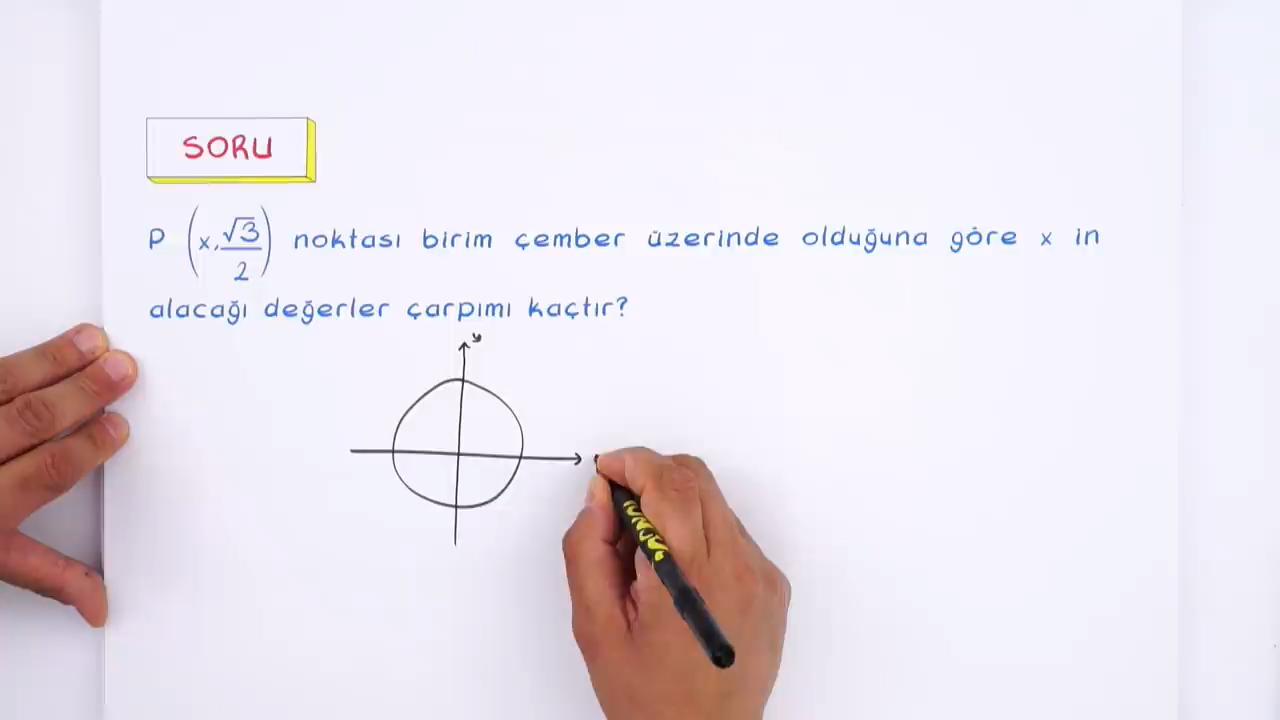 SORU
P (x, √3/2) noktası birim çember üzerinde olduğuna göre x in
alacağı değerler çarpımı kaçtır?
y